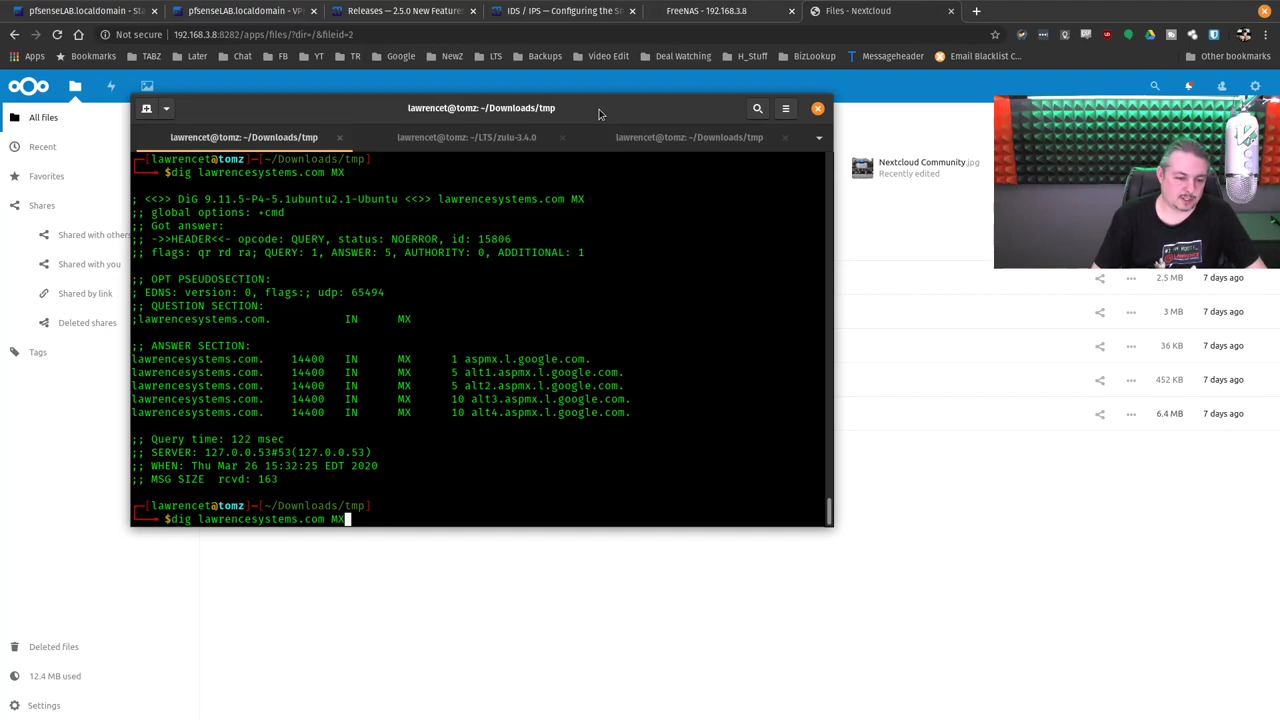 pfsenseLAB.localdomain - Sta
pfsenseLAB.localdomain - VP
Releases — 2.5.0 New Features
IDS / IPS — Configuring the Sn
FreeNAS - 192.168.3.8
Files - Nextcloud
Not secure
192.168.3.8:8282/apps/files/?dir=/&fileid=2
Apps
Bookmarks
TABZ
Later
Chat
FB
YT
TR
Google
NewZ
LTS
Backups
Video Edit
Deal Watching
H_Stuff
BizLookup
Messageheader
Email Blacklist C...
Other bookmarks
All files
Recent
Favorites
Shares
Shared with others
Shared with you
Shared by link
Deleted shares
Tags
Deleted files
12.4 MB used
Settings
lawrencet@tomz: ~/Downloads/tmp
lawrencet@tomz: ~/Downloads/tmp
lawrencet@tomz: ~/LTS/zulu-3.4.0
lawrencet@tomz: ~/Downloads/tmp
[lawrencet@tomz]-[~/Downloads/tmp]
$dig lawrencesystems.com MX
; <<>> DiG 9.11.5-P4-5.1ubuntu2.1-Ubuntu <<>> lawrencesystems.com MX
;; global options: +cmd
;; Got answer:
;; ->>HEADER<<- opcode: QUERY, status: NOERROR, id: 15806
;; flags: qr rd ra; QUERY: 1, ANSWER: 5, AUTHORITY: 0, ADDITIONAL: 1
;; OPT PSEUDOSECTION:
; EDNS: version: 0, flags:; udp: 65494
;; QUESTION SECTION:
;lawrencesystems.com. IN MX
;; ANSWER SECTION:
lawrencesystems.com. 14400 IN MX 1 aspmx.l.google.com.
lawrencesystems.com. 14400 IN MX 5 alt1.aspmx.l.google.com.
lawrencesystems.com. 14400 IN MX 5 alt2.aspmx.l.google.com.
lawrencesystems.com. 14400 IN MX 10 alt3.aspmx.l.google.com.
lawrencesystems.com. 14400 IN MX 10 alt4.aspmx.l.google.com.
;; Query time: 122 msec
;; SERVER: 127.0.0.53#53(127.0.0.53)
;; WHEN: Thu Mar 26 15:32:25 EDT 2020
;; MSG SIZE rcvd: 163
[lawrencet@tomz]-[~/Downloads/tmp]
$dig lawrencesystems.com MX
Nextcloud Community.jpg
Recently edited
2.5 MB 7 days ago
3 MB 7 days ago
36 KB 7 days ago
452 KB 7 days ago
6.4 MB 7 days ago